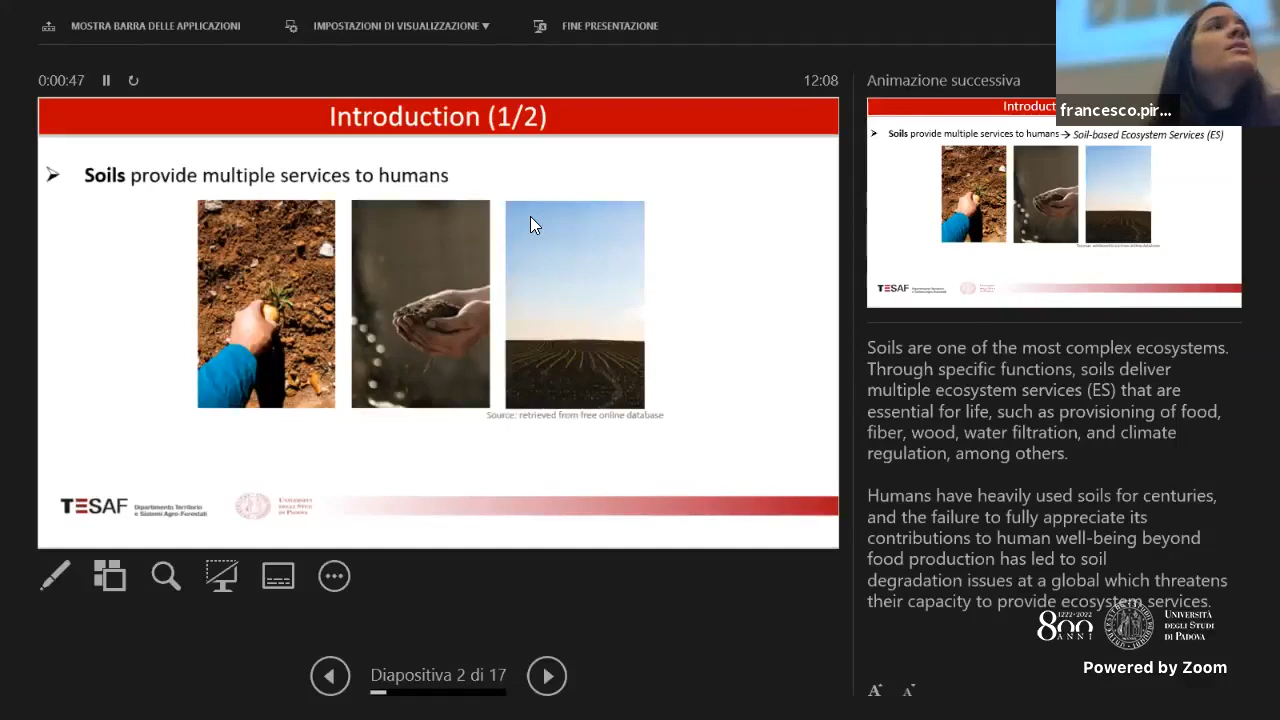 MOSTRA BARRA DELLE APPLICAZIONI
IMPOSTAZIONI DI VISUALIZZAZIONE ▼
FINE PRESENTAZIONE
0:00:47
12:08
Introduction (1/2)
➢ Soils provide multiple services to humans
Source: retrieved from free online database
TESAF Dipartimento Territorio
e Sistemi Agro-Forestali
UNIVERSITÀ
DEGLI STUDI
DI PADOVA
Diapositiva 2 di 17
Animazione successiva
francesco.pir...
Introduct
➢ Soils provide multiple services to humans → Soil-based Ecosystem Services (ES)
TESAF
Soils are one of the most complex ecosystems.
Through specific functions, soils deliver
multiple ecosystem services (ES) that are
essential for life, such as provisioning of food,
fiber, wood, water filtration, and climate
regulation, among others.
Humans have heavily used soils for centuries,
and the failure to fully appreciate its
contributions to human well-being beyond
food production has led to soil
degradation issues at a global which threatens
their capacity to provide ecosystem services.
1222-2022
800
ANNI
UNIVERSITÀ
DEGLI STUDI
DI PADOVA
Powered by Zoom
A A